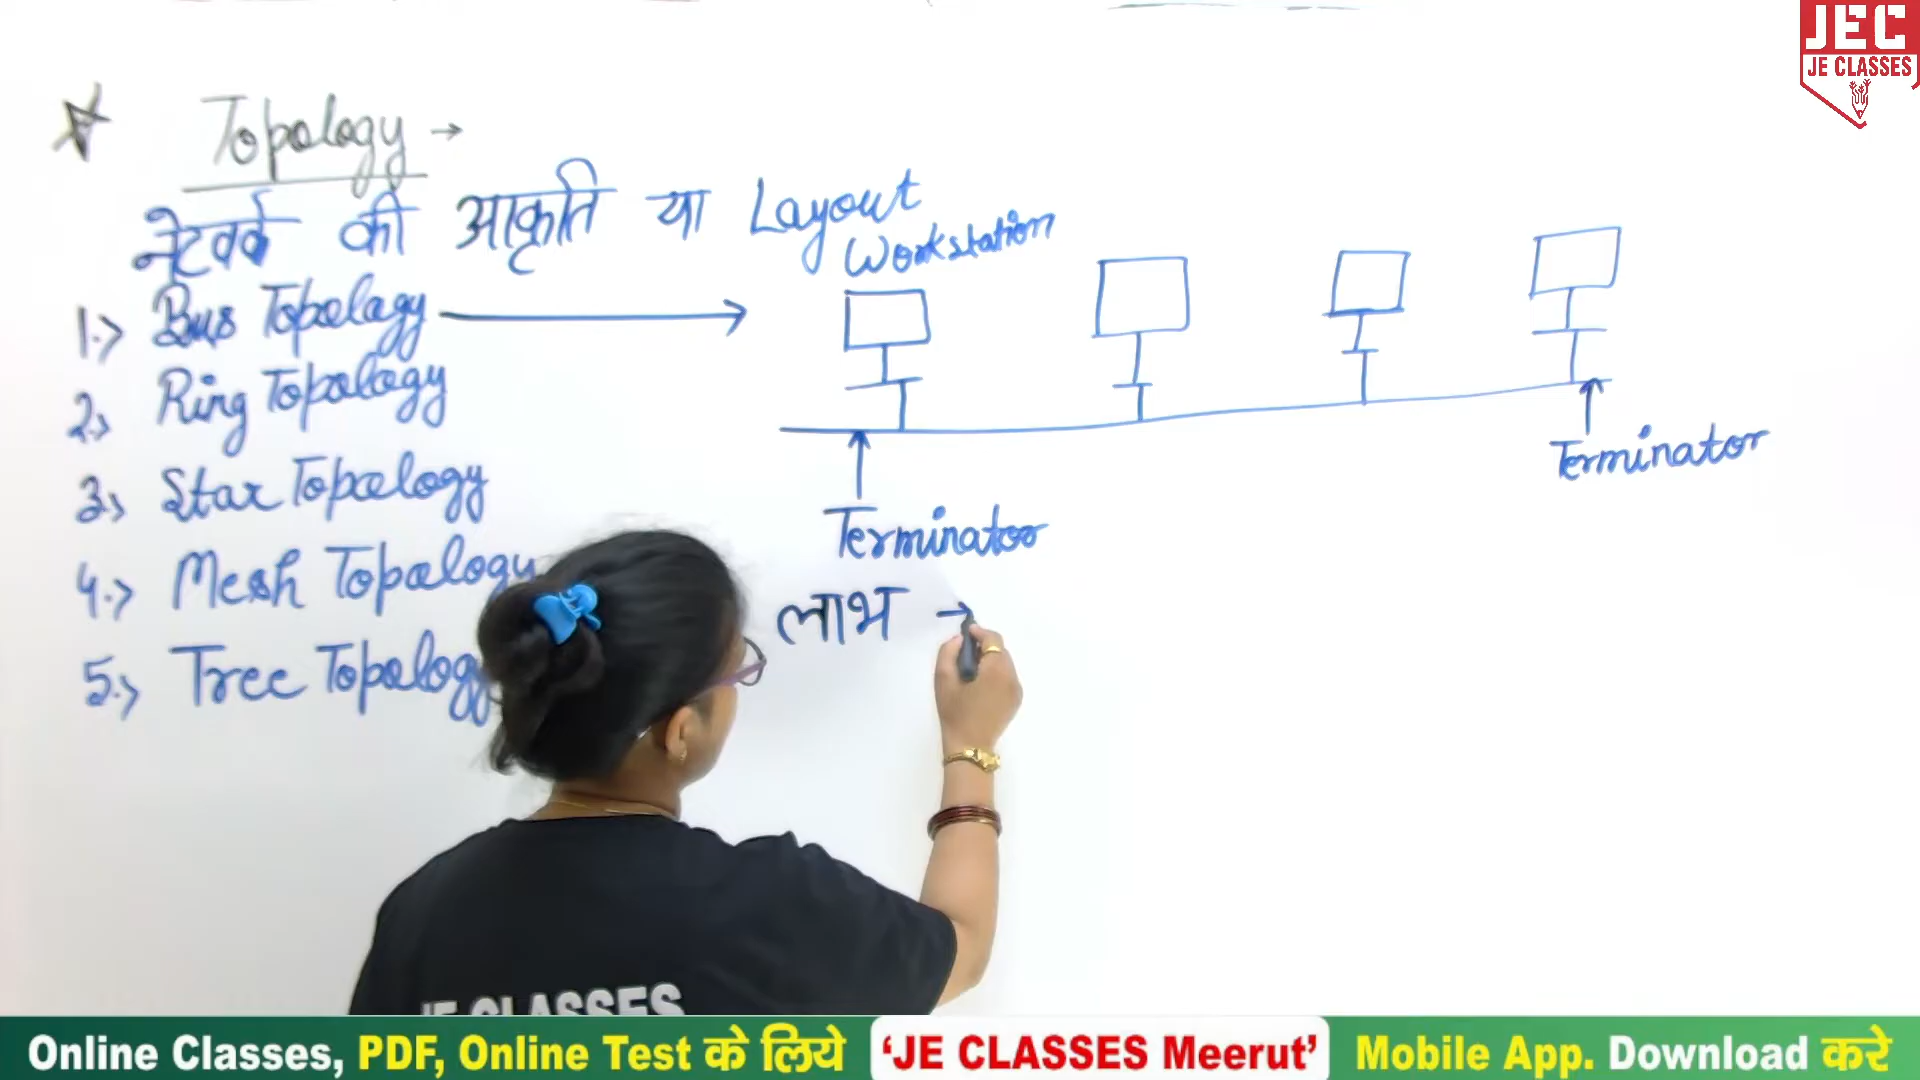 JEC
JE CLASSES
Topology →
नेटवर्क की आकृति या Layout
1.> Bus Topology
2.> Ring Topology
3.> Star Topology
4.> Mesh Topology
5.> Tree Topology
Workstation
Terminator
Terminator
लाभ →
JE CLASSES
Online Classes, PDF, Online Test के लिये 'JE CLASSES Meerut' Mobile App. Download करे